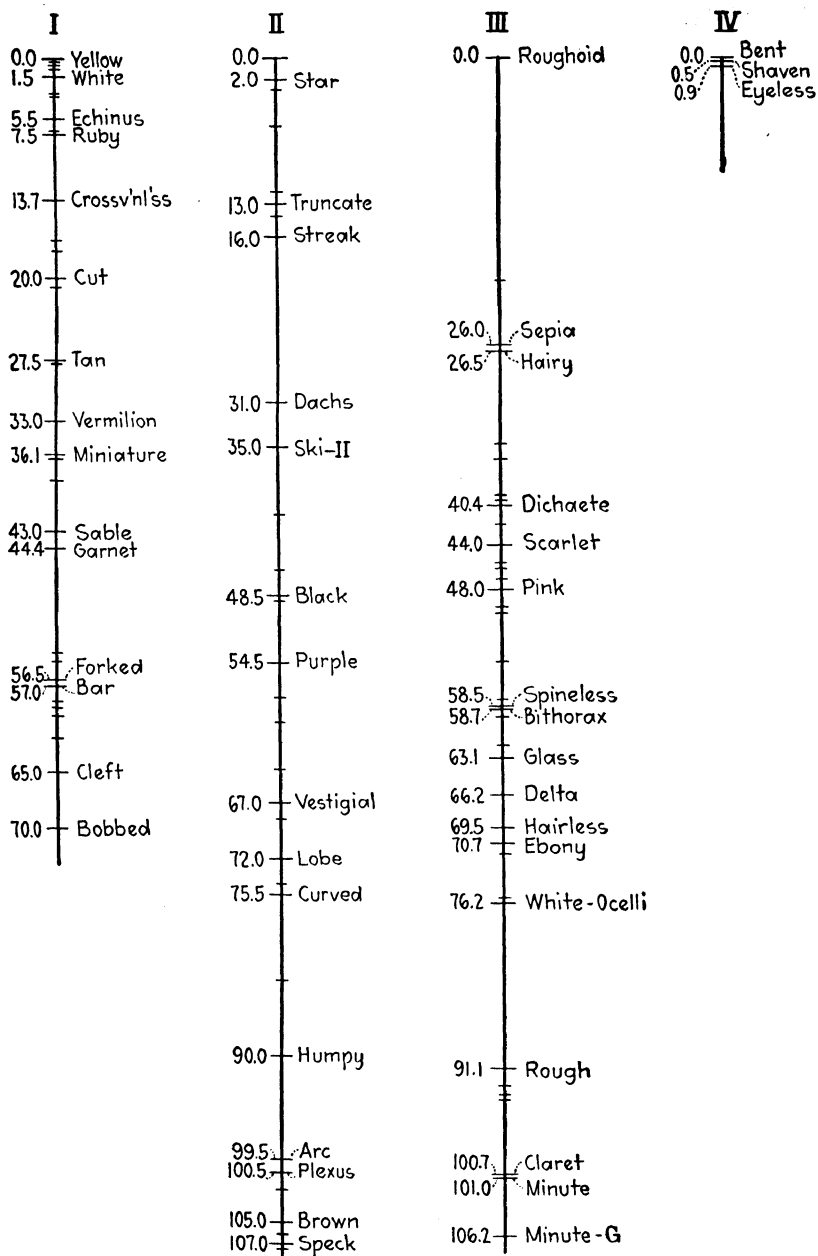 I
0.0 Yellow
1.5 White
5.5 Echinus
7.5 Ruby
13.7 Crossv'nl'ss
20.0 Cut
27.5 Tan
33.0 Vermilion
36.1 Miniature
43.0 Sable
44.4 Garnet
56.5 Forked
57.0 Bar
65.0 Cleft
70.0 Bobbed
II
0.0
2.0 Star
13.0 Truncate
16.0 Streak
31.0 Dachs
35.0 Ski-II
48.5 Black
54.5 Purple
67.0 Vestigial
72.0 Lobe
75.5 Curved
90.0 Humpy
99.5 Arc
100.5 Plexus
105.0 Brown
107.0 Speck
III
0.0 Roughoid
26.0 Sepia
26.5 Hairy
40.4 Dichaete
44.0 Scarlet
48.0 Pink
58.5 Spineless
58.7 Bithorax
63.1 Glass
66.2 Delta
69.5 Hairless
70.7 Ebony
76.2 White-Ocelli
91.1 Rough
100.7 Claret
101.0 Minute
106.2 Minute-G
IV
0.0 Bent
0.5 Shaven
0.9 Eyeless